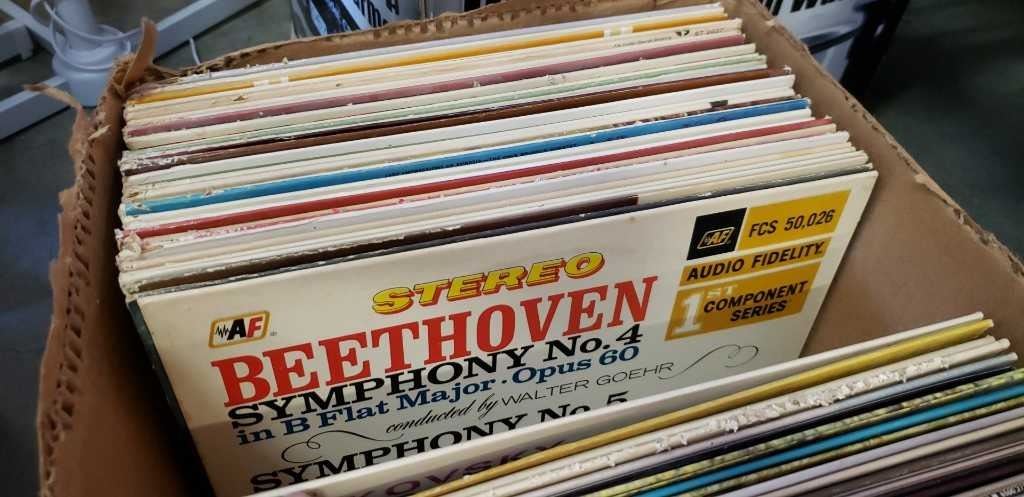 STEREO
AF
FCS 50,026
AUDIO FIDELITY
1ST COMPONENT
SERIES
AF
BEETHOVEN
SYMPHONY No. 4
in B Flat Major · Opus 60
conducted by WALTER GOEHR
SYMPHONY No. 5